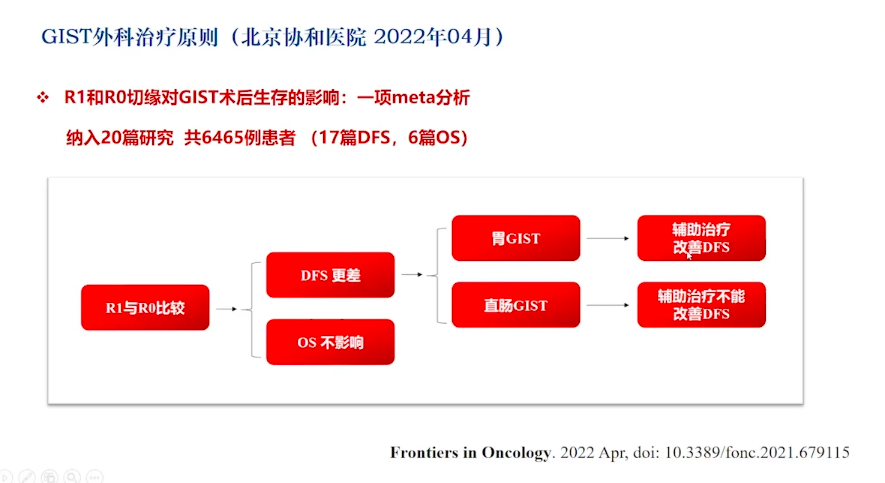 GIST外科治疗原则（北京协和医院 2022年04月）
R1和R0切缘对GIST术后生存的影响：一项meta分析
纳入20篇研究 共6465例患者 （17篇DFS，6篇OS）
R1与R0比较
DFS 更差
OS 不影响
胃GIST
直肠GIST
辅助治疗
改善DFS
辅助治疗不能
改善DFS
Frontiers in Oncology. 2022 Apr, doi: 10.3389/fonc.2021.679115